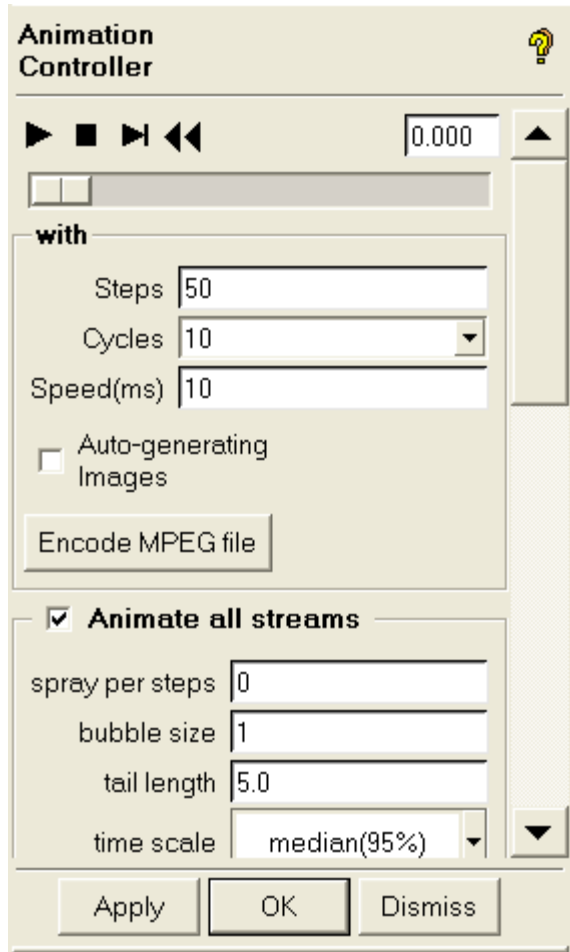 Animation
Controller
0.000
with
Steps 50
Cycles 10
Speed(ms) 10
Auto-generating
Images
Encode MPEG file
Animate all streams
spray per steps 0
bubble size 1
tail length 5.0
time scale median(95%)
Apply OK Dismiss